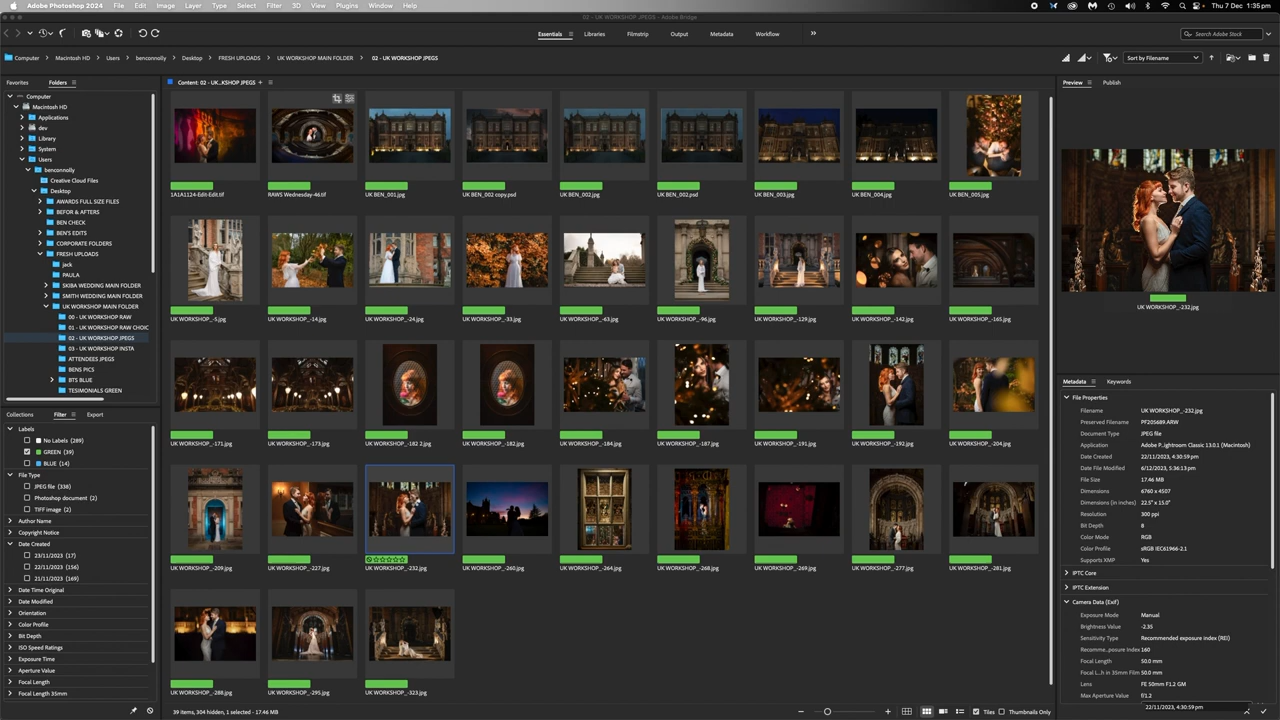 Adobe Photoshop 2024 File Edit Image Layer Type Select Filter 3D View Plugins Window Help Thu 7 Dec 1:35 pm
02 - UK WORKSHOP JPEGS - Adobe Bridge
Essentials Libraries Filmstrip Output Metadata Workflow Search Adobe Stock
Computer Macintosh HD Users benconnolly Desktop FRESH UPLOADS UK WORKSHOP MAIN FOLDER 02 - UK WORKSHOP JPEGS Sort by Filename
Favorites Folders
Computer
Macintosh HD
Applications
dev
Library
System
Users
benconnolly
Creative Cloud Files
Desktop
AWARDS FULL SIZE FILES
BEFOR & AFTERS
BEN CHECK
BEN'S EDITS
CORPORATE FOLDERS
FRESH UPLOADS
jack
PAULA
SKIBA WEDDING MAIN FOLDER
SMITH WEDDING MAIN FOLDER
UK WORKSHOP MAIN FOLDER
00 - UK WORKSHOP RAW
01 - UK WORKSHOP RAW CHOIC
02 - UK WORKSHOP JPEGS
03 - UK WORKSHOP INSTA
ATTENDEES JPEGS
BENS PICS
BTS BLUE
TESIMONIALS GREEN
Collections Filter Export
Labels
No Labels (289)
GREEN (39)
BLUE (14)
File Type
JPEG file (338)
Photoshop document (2)
TIFF image (2)
Author Name
Copyright Notice
Date Created
23/11/2023 (17)
22/11/2023 (156)
21/11/2023 (169)
Date Time Original
Date Modified
Orientation
Color Profile
Bit Depth
ISO Speed Ratings
Exposure Time
Aperture Value
Focal Length
Focal Length 35mm
Content: 02 - UK...KSHOP JPEGS
1A1A1124-Edit-Edit.tif RAWS Wednesday-46.tif UK BEN_001.jpg UK BEN_002 copy.psd UK BEN_002.jpg UK BEN_002.psd UK BEN_003.jpg UK BEN_004.jpg UK BEN_005.jpg
UK WORKSHOP_-5.jpg UK WORKSHOP_-14.jpg UK WORKSHOP_-24.jpg UK WORKSHOP_-33.jpg UK WORKSHOP_-63.jpg UK WORKSHOP_-96.jpg UK WORKSHOP_-129.jpg UK WORKSHOP_-142.jpg UK WORKSHOP_-165.jpg
UK WORKSHOP_-171.jpg UK WORKSHOP_-173.jpg UK WORKSHOP_-182 2.jpg UK WORKSHOP_-182.jpg UK WORKSHOP_-184.jpg UK WORKSHOP_-187.jpg UK WORKSHOP_-191.jpg UK WORKSHOP_-192.jpg UK WORKSHOP_-204.jpg
UK WORKSHOP_-209.jpg UK WORKSHOP_-227.jpg UK WORKSHOP_-232.jpg UK WORKSHOP_-260.jpg UK WORKSHOP_-264.jpg UK WORKSHOP_-268.jpg UK WORKSHOP_-269.jpg UK WORKSHOP_-277.jpg UK WORKSHOP_-281.jpg
UK WORKSHOP_-288.jpg UK WORKSHOP_-295.jpg UK WORKSHOP_-323.jpg
39 items, 304 hidden, 1 selected - 17.46 MB
Tiles Thumbnails Only
Preview Publish
UK WORKSHOP_-232.jpg
Metadata Keywords
File Properties
Filename UK WORKSHOP_-232.jpg
Preserved Filename PF205689.ARW
Document Type JPEG file
Application Adobe P...ightroom Classic 13.0.1 (Macintosh)
Date Created 22/11/2023, 4:30:59 pm
Date File Modified 6/12/2023, 5:36:13 pm
File Size 17.46 MB
Dimensions 6760 x 4507
Dimensions (in inches) 22.5" x 15.0"
Resolution 300 ppi
Bit Depth 8
Color Mode RGB
Color Profile sRGB IEC61966-2.1
Supports XMP Yes
IPTC Core
IPTC Extension
Camera Data (Exif)
Exposure Mode Manual
Brightness Value -2.35
Sensitivity Type Recommended exposure index (REI)
Recomme...posure Index 160
Focal Length 50.0 mm
Focal L...h in 35mm Film 50.0 mm
Lens FE 50mm F1.2 GM
Max Aperture Value f/1.2
22/11/2023, 4:30:59 pm